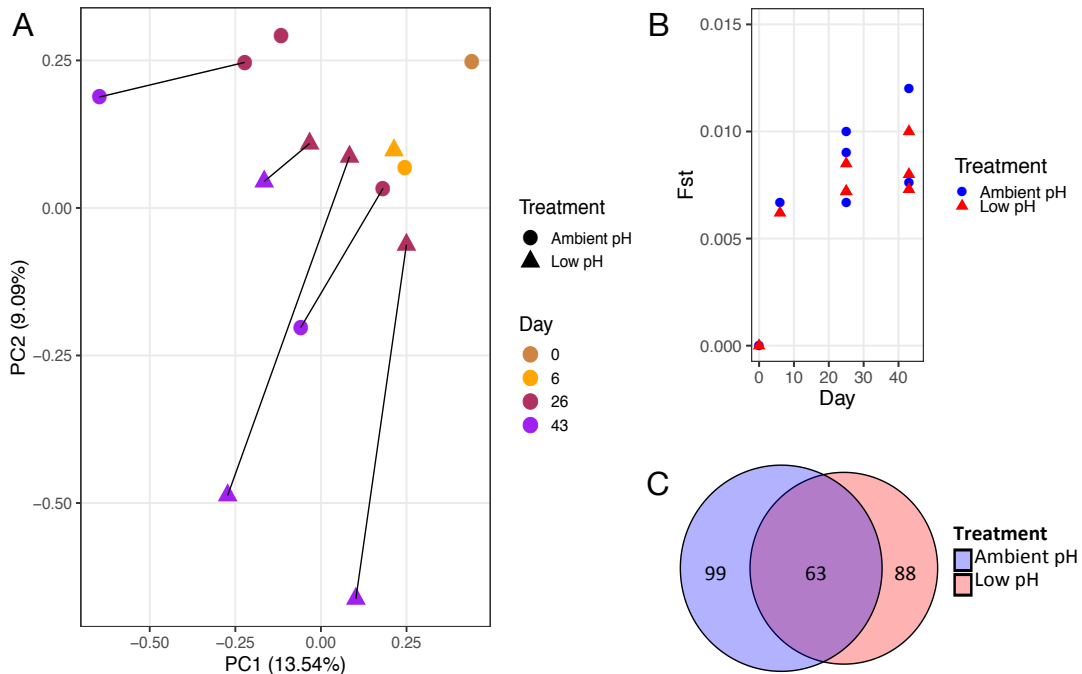 A
0.25
0.00
−0.25
−0.50
PC2 (9.09%)
−0.50
−0.25
0.00
0.25
PC1 (13.54%)
Treatment
Ambient pH
Low pH
Day
0
6
26
43
B
0.015
0.010
0.005
0.000
Fst
0
10
20
30
40
Day
Treatment
Ambient pH
Low pH
C
99
63
88
Treatment
Ambient pH
Low pH